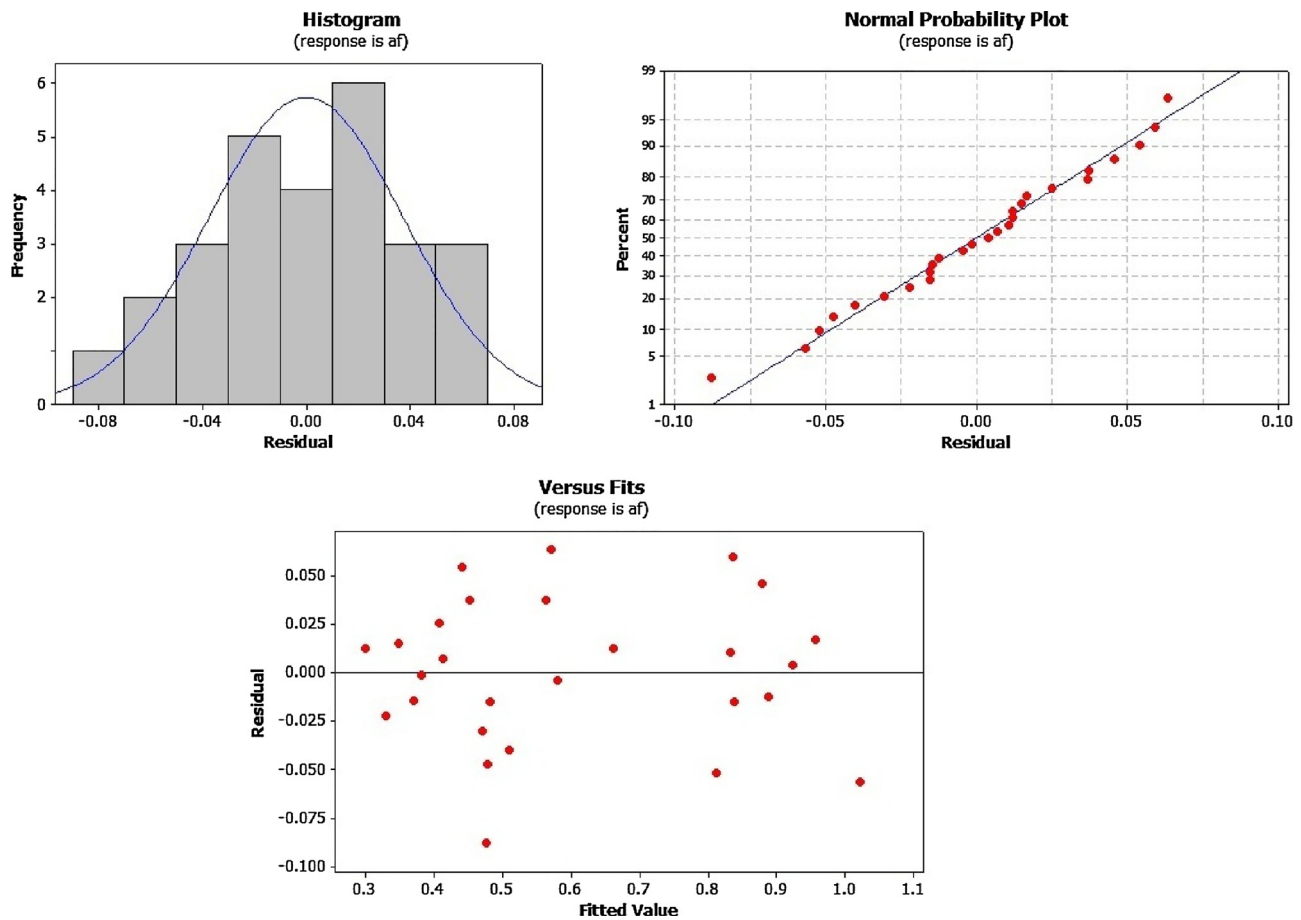 Histogram
(response is af)
6
5
4
3
2
0
-0.08 -0.04 0.00 0.04 0.08
Residual
Frequency
Normal Probability Plot
(response is af)
99
95
90
80
70
60
50
40
30
20
10
5
1
-0.10 -0.05 0.00 0.05 0.10
Residual
Percent
Versus Fits
(response is af)
0.050
0.025
0.000
-0.025
-0.050
-0.075
-0.100
0.3 0.4 0.5 0.6 0.7 0.8 0.9 1.0 1.1
Fitted Value
Residual